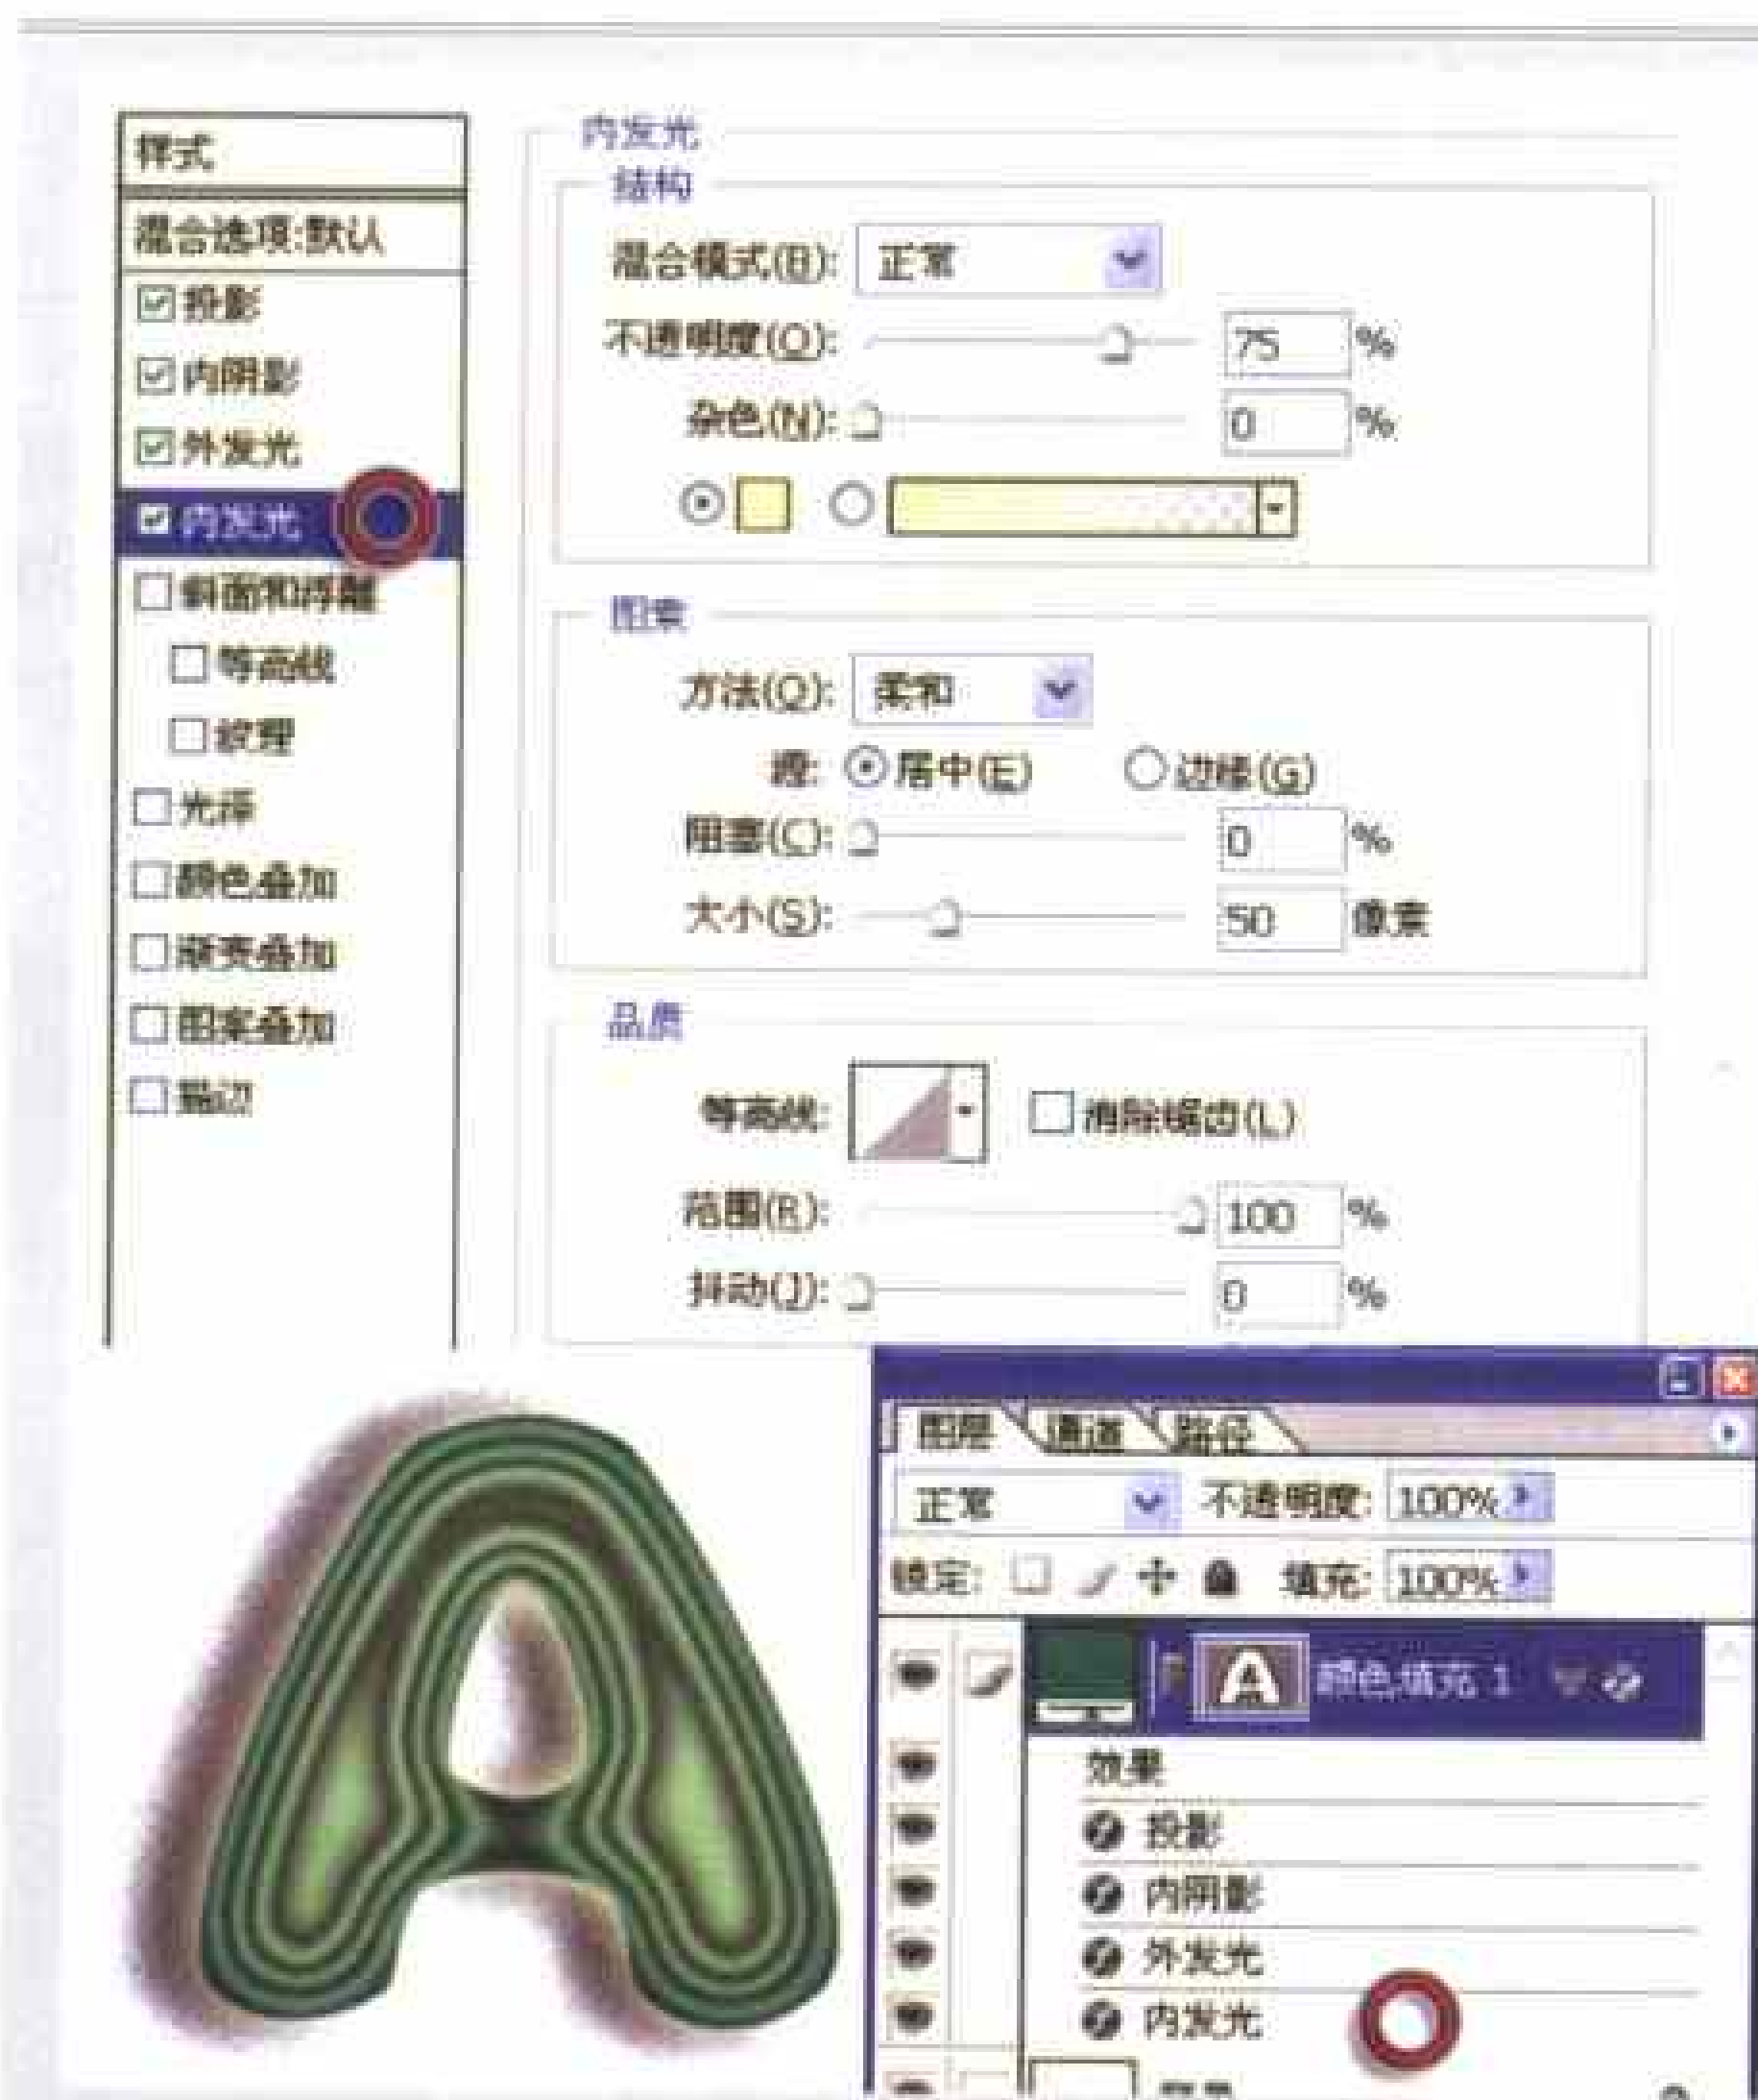 样式
混合选项:默认
投影
内阴影
外发光
内发光
斜面和浮雕
等高线
纹理
光泽
颜色叠加
渐变叠加
图案叠加
描边
内发光
结构
混合模式(B): 正常
不透明度(O): 75 %
杂色(N): 0 %
图素
方法(Q): 柔和
源: 居中(E) 边缘(G)
阻塞(C): 0 %
大小(S): 50 像素
品质
等高线: 消除锯齿(L)
范围(R): 100 %
抖动(J): 0 %
A
图层 通道 路径
正常 不透明度: 100%
锁定: 填充: 100%
A 颜色填充 1
效果
投影
内阴影
外发光
内发光